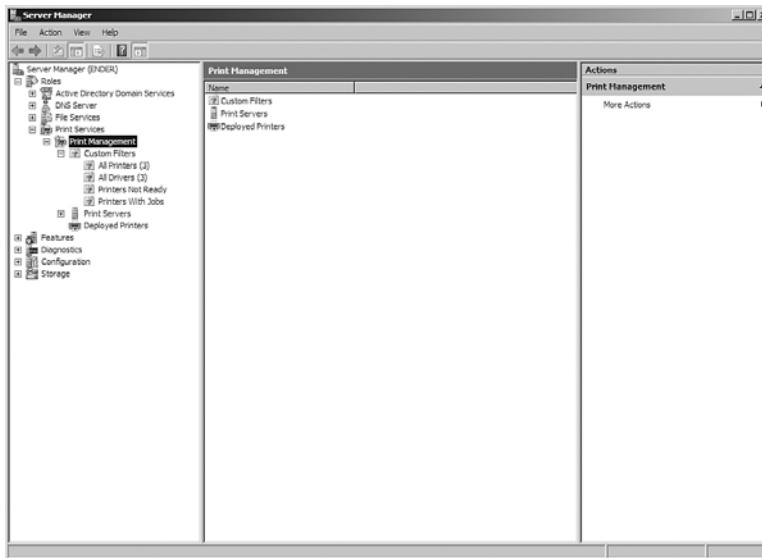 Server Manager
File Action View Help
Server Manager (ENDER)
Roles
Active Directory Domain Services
DNS Server
File Services
Print Services
Print Management
Custom Filters
All Printers (3)
All Drivers (3)
Printers Not Ready
Printers With Jobs
Print Servers
Deployed Printers
Features
Diagnostics
Configuration
Storage
Print Management
Name
Custom Filters
Print Servers
Deployed Printers
Actions
Print Management
More Actions